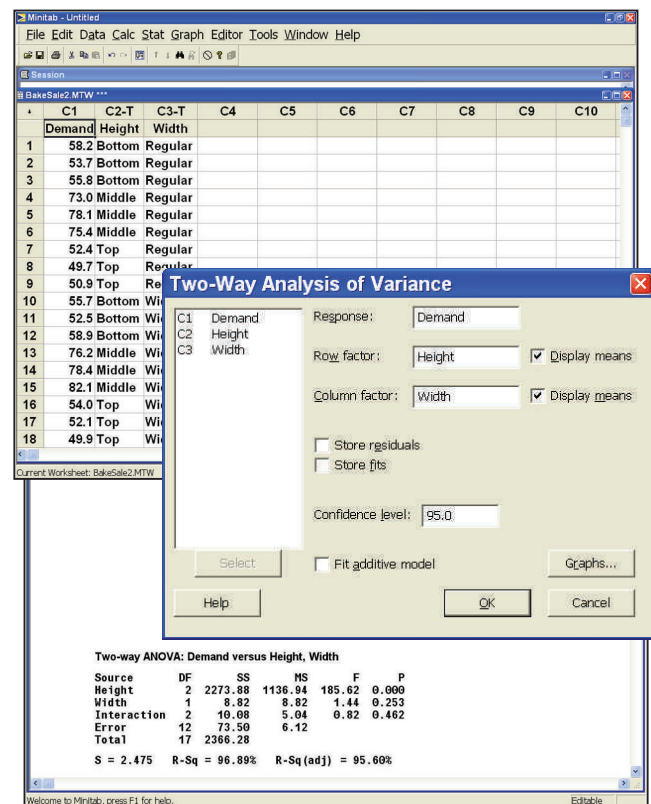 Minitab - Untitled
File Edit Data Calc Stat Graph Editor Tools Window Help
Session
BakeSale2.MTW ***
C1 C2-T C3-T C4 C5 C6 C7 C8 C9 C10
Demand Height Width
1 58.2 Bottom Regular
2 53.7 Bottom Regular
3 55.8 Bottom Regular
4 73.0 Middle Regular
5 78.1 Middle Regular
6 75.4 Middle Regular
7 52.4 Top Regular
8 49.7 Top Regular
9 50.9 Top Re
10 55.7 Bottom Wi
11 52.5 Bottom Wi
12 58.9 Bottom Wi
13 76.2 Middle Wi
14 78.4 Middle Wi
15 82.1 Middle Wi
16 54.0 Top Wi
17 52.1 Top Wi
18 49.9 Top Wi
Current Worksheet: BakeSale2.MTW
Two-Way Analysis of Variance
C1 Demand
C2 Height
C3 Width
Response: Demand
Row factor: Height Display means
Column factor: Width Display means
Store residuals
Store fits
Confidence level: 95.0
Select
Fit additive model
Graphs...
Help
OK
Cancel
Two-way ANOVA: Demand versus Height, Width
Source DF SS MS F P
Height 2 2273.88 1136.94 185.62 0.000
Width 1 8.82 8.82 1.44 0.253
Interaction 2 10.08 5.04 0.82 0.462
Error 12 73.50 6.12
Total 17 2366.28
S = 2.475 R-Sq = 96.89% R-Sq(adj) = 95.60%
Welcome to Minitab, press F1 for help.
Editable